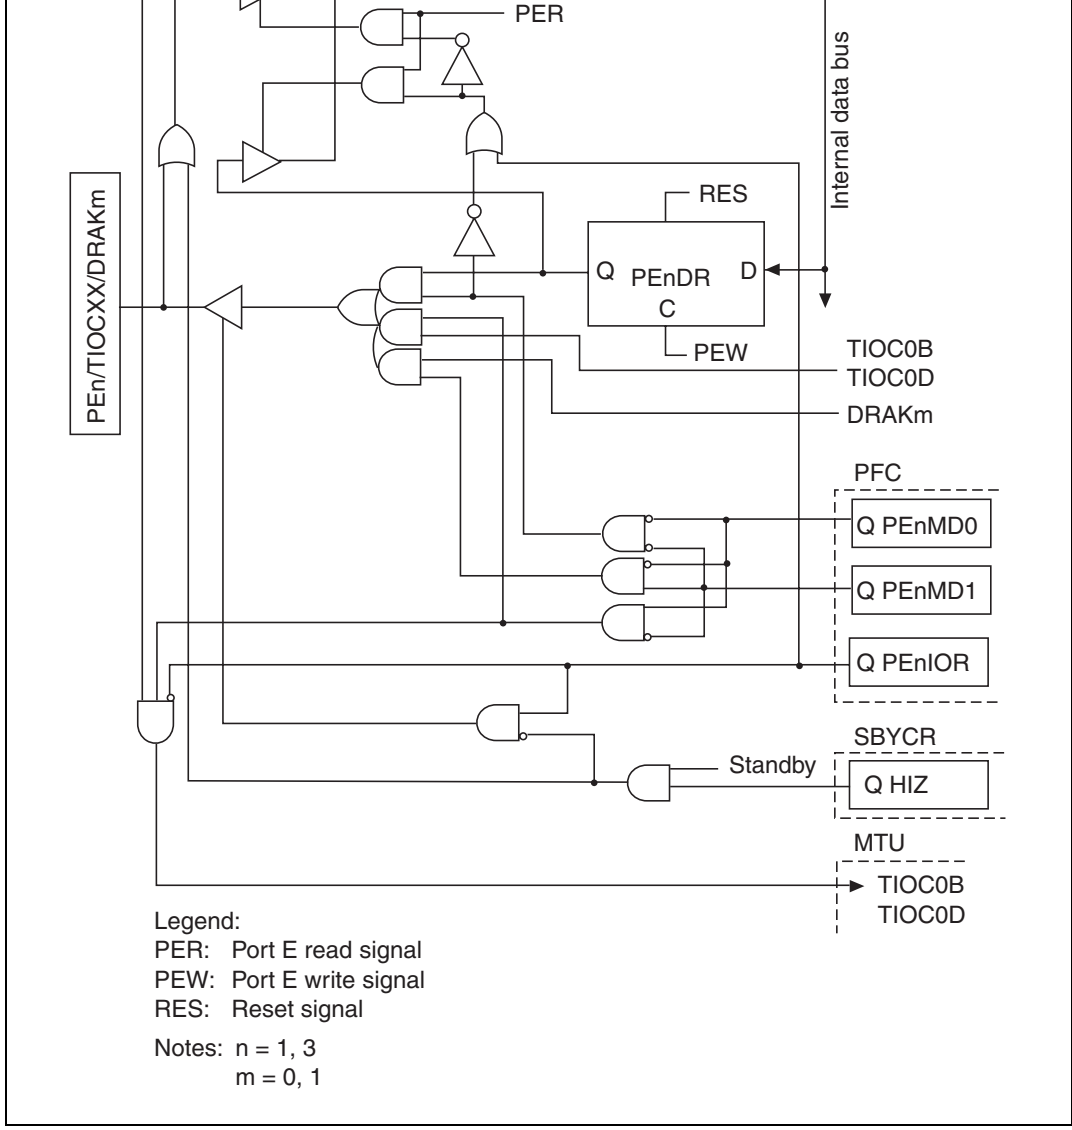 PER
Internal data bus
RES
PEn/TIOCXX/DRAKm
Q PEnDR D
C
PEW
TIOC0B
TIOC0D
DRAKm
PFC
Q PEnMD0
Q PEnMD1
Q PEnIOR
SBYCR
Standby
Q HIZ
MTU
TIOC0B
TIOC0D
Legend:
PER: Port E read signal
PEW: Port E write signal
RES: Reset signal
Notes: n = 1, 3
m = 0, 1